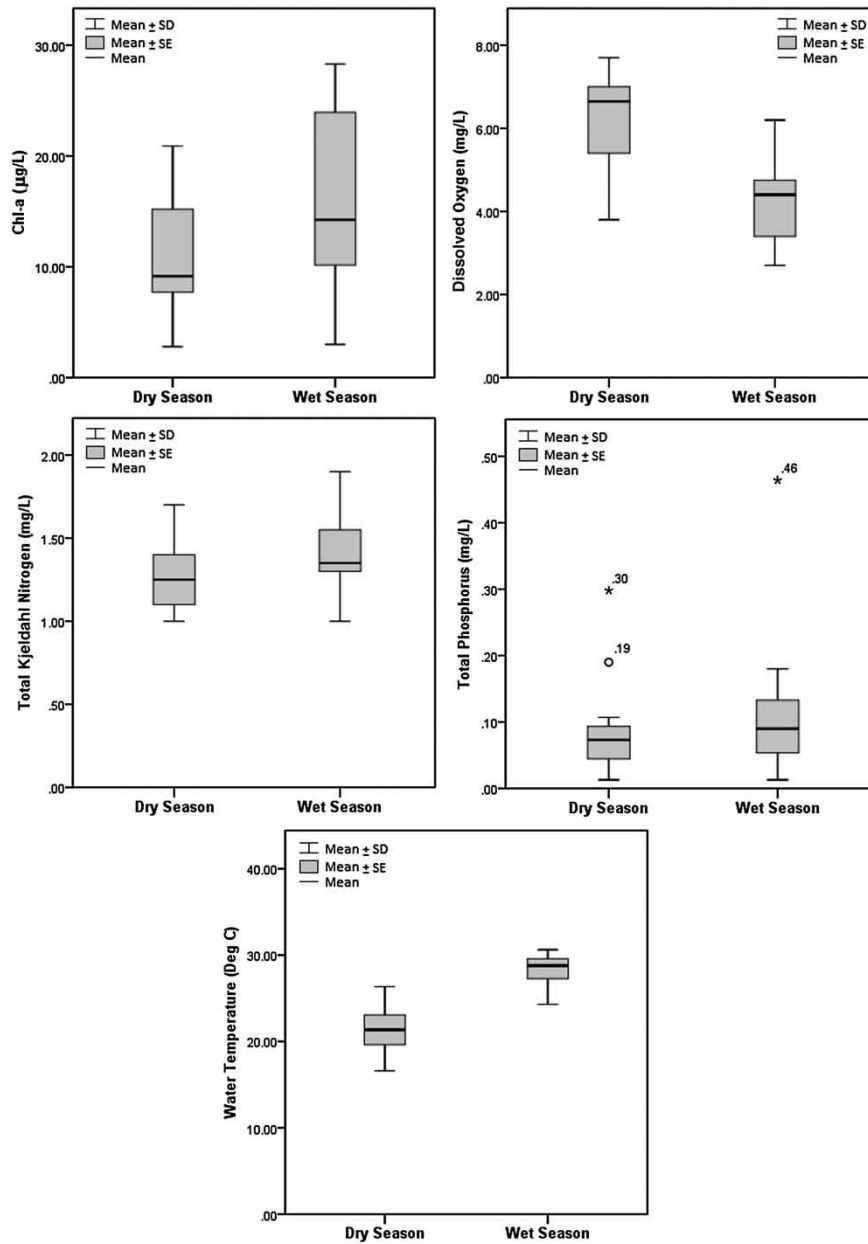 Mean ± SD
Mean ± SE
Mean
30.00
20.00
10.00
.00
Chl-a (µg/L)
Dry Season
Wet Season
Mean ± SD
Mean ± SE
Mean
8.00
6.00
4.00
2.00
.00
Dissolved Oxygen (mg/L)
Dry Season
Wet Season
Mean ± SD
Mean ± SE
Mean
2.00
1.50
1.00
.50
.00
Total Kjeldahl Nitrogen (mg/L)
Dry Season
Wet Season
Mean ± SD
Mean ± SE
Mean
.50
.40
.30
.20
.10
.00
Total Phosphorus (mg/L)
.46
.30
.19
Dry Season
Wet Season
Mean ± SD
Mean ± SE
Mean
40.00
30.00
20.00
10.00
.00
Water Temperature (Deg C)
Dry Season
Wet Season